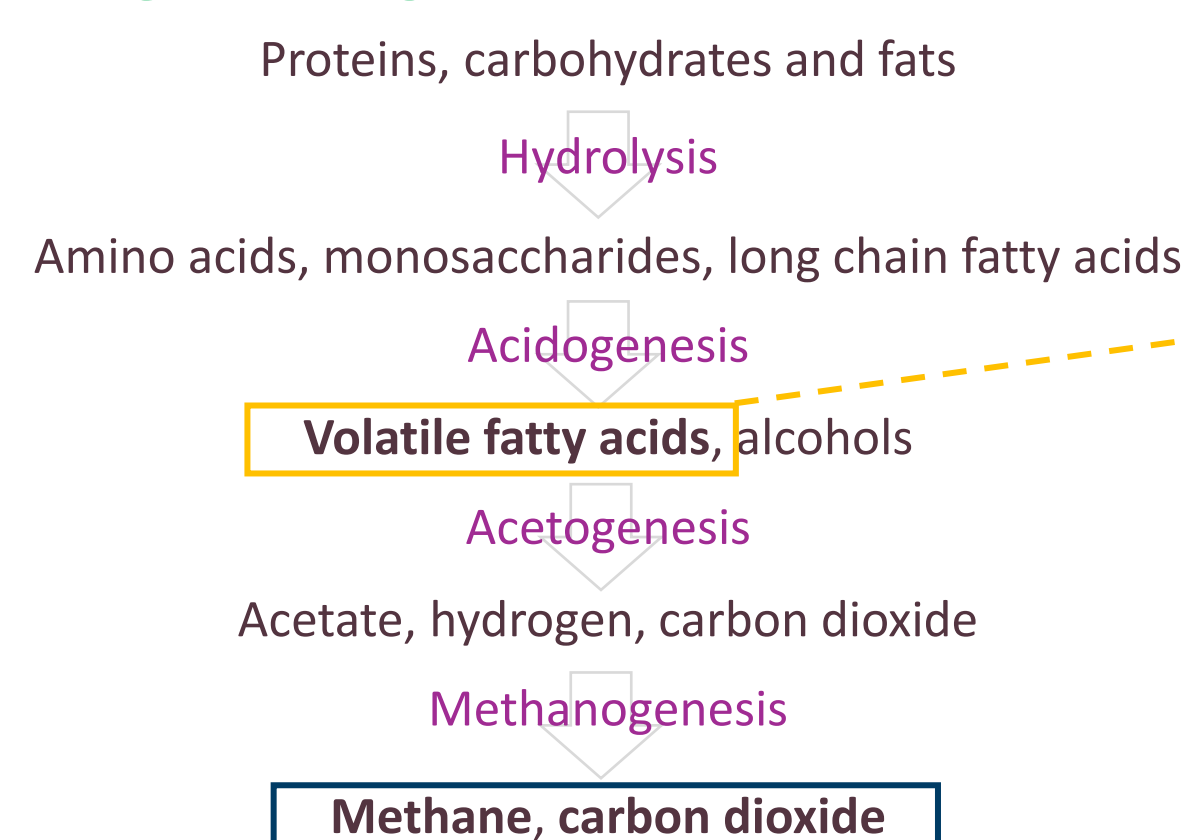 Proteins, carbohydrates and fats
Hydrolysis
Amino acids, monosaccharides, long chain fatty acids
Acidogenesis
Volatile fatty acids, alcohols
Acetogenesis
Acetate, hydrogen, carbon dioxide
Methanogenesis
Methane, carbon dioxide